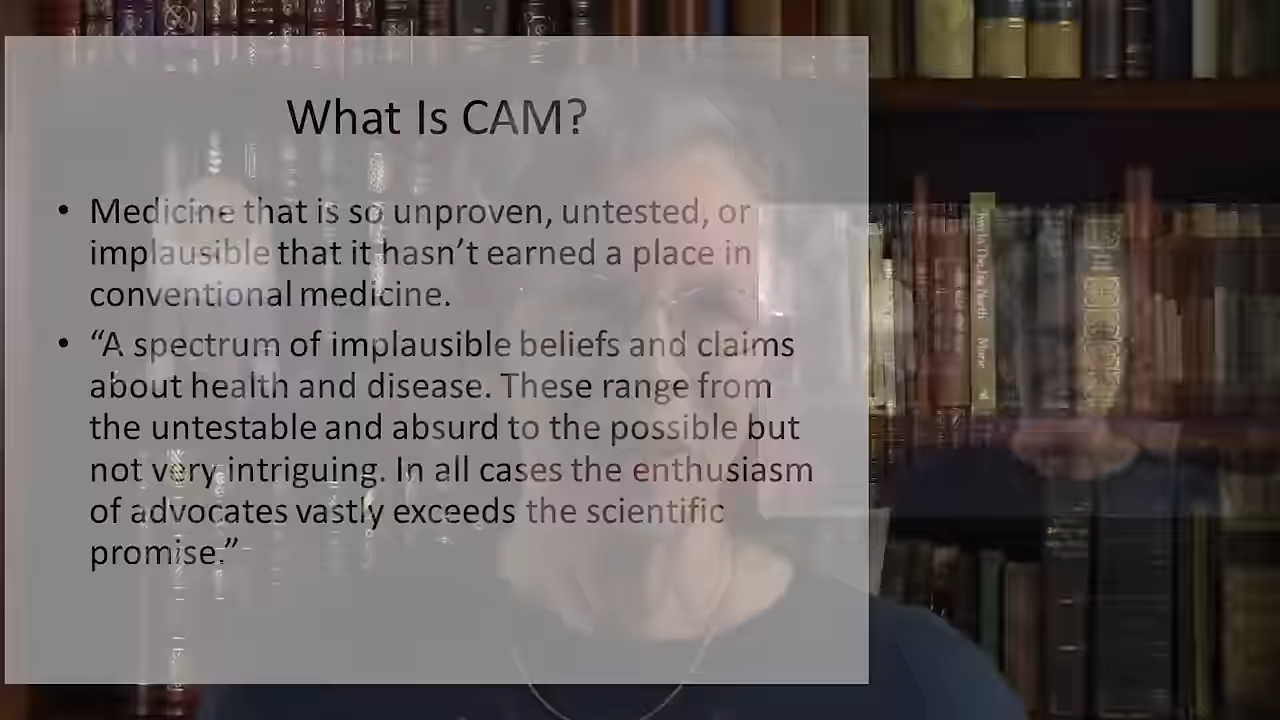 What Is CAM?
• Medicine that is so unproven, untested, or
implausible that it hasn’t earned a place in
conventional medicine.
• “A spectrum of implausible beliefs and claims
about health and disease. These range from
the untestable and absurd to the possible but
not very intriguing. In all cases the enthusiasm
of advocates vastly exceeds the scientific
promise.”